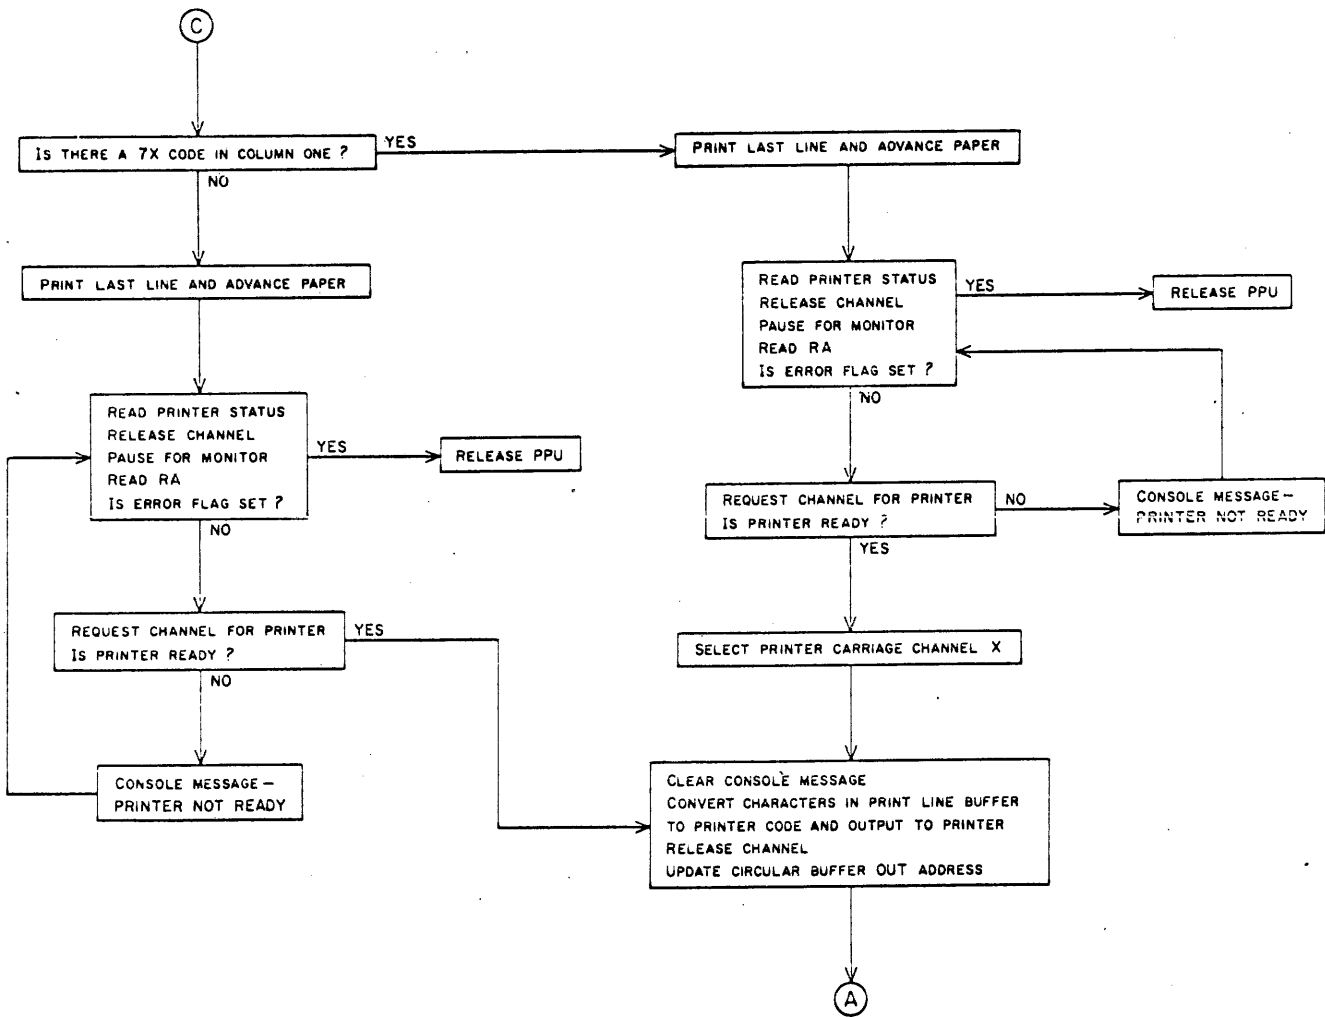 C
Is there a 7X code in column one ?
YES
NO
Print last line and advance paper
Print last line and advance paper
Read printer status
Release channel
Pause for monitor
Read RA
Is error flag set ?
YES
Release PPU
NO
Read printer status
Release channel
Pause for monitor
Read RA
Is error flag set ?
YES
Release PPU
NO
Request channel for printer
Is printer ready ?
NO
Console message—
printer not ready
YES
Request channel for printer
Is printer ready ?
YES
NO
Select printer carriage channel X
Console message—
printer not ready
Clear console message
Convert characters in print line buffer
to printer code and output to printer
Release channel
Update circular buffer OUT address
A